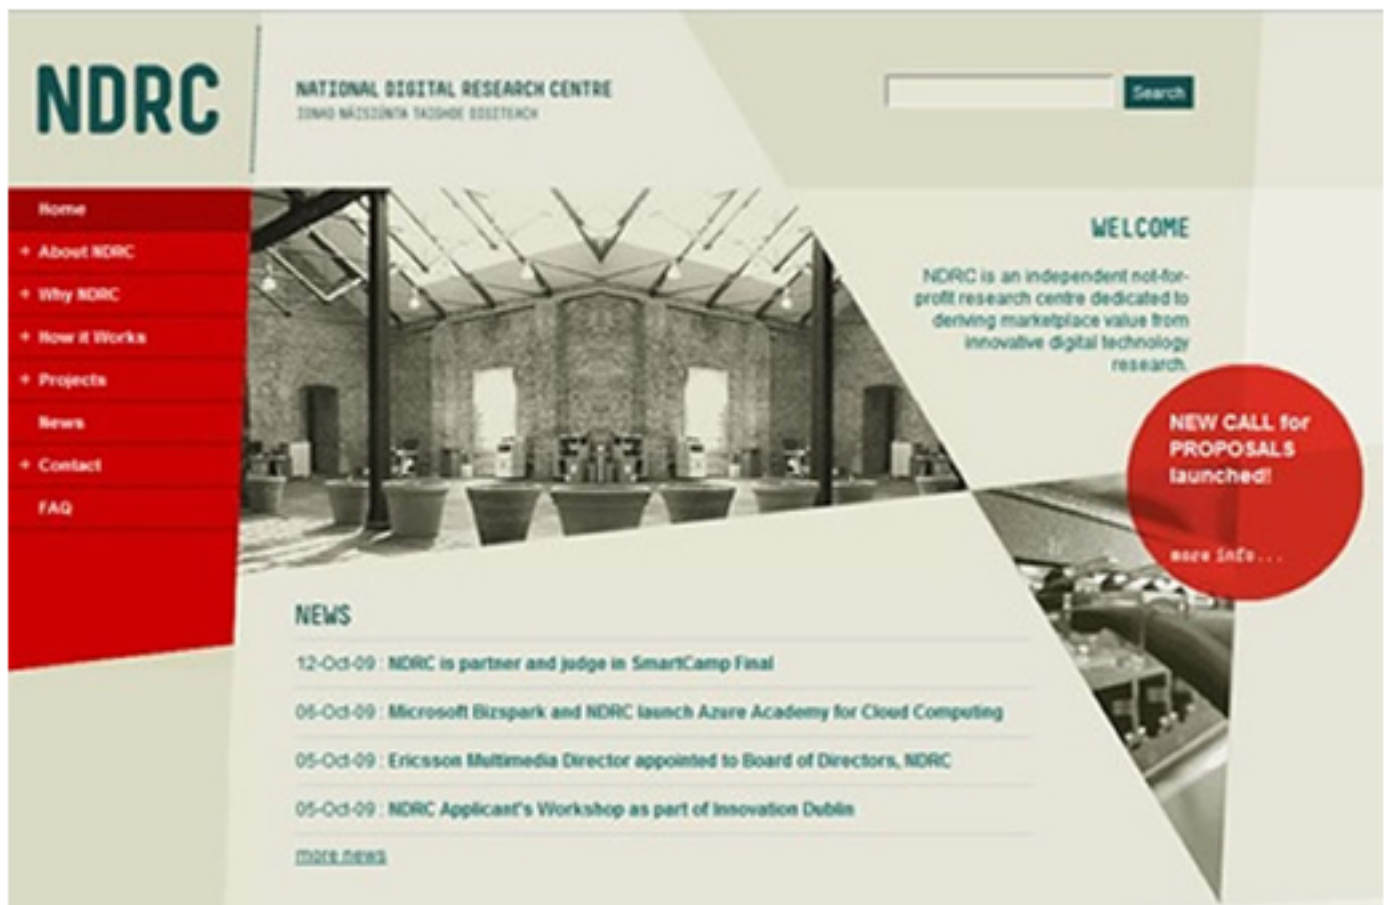 NDRC
NATIONAL DIGITAL RESEARCH CENTRE
IONAD NÁISIÚNTA TAIGHDE DIGITEACH
Search
Home
+ About NDRC
+ Why NDRC
+ How it Works
+ Projects
News
+ Contact
FAQ
WELCOME
NDRC is an independent not-for-
profit research centre dedicated to
deriving marketplace value from
innovative digital technology
research.
NEW CALL for
PROPOSALS
launched!
more info...
NEWS
12-Oct-09 : NDRC is partner and judge in SmartCamp Final
06-Oct-09 : Microsoft Bizspark and NDRC launch Azure Academy for Cloud Computing
05-Oct-09 : Ericsson Multimedia Director appointed to Board of Directors, NDRC
05-Oct-09 : NDRC Applicant's Workshop as part of Innovation Dublin
more news